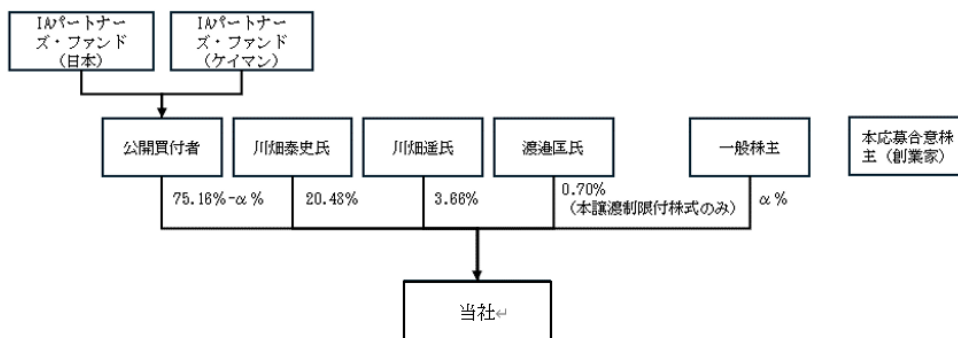 IAパートナー
ズ・ファンド
(日本)
IAパートナー
ズ・ファンド
(ケイマン)
公開買付者
川畑泰史氏
川畑遥氏
渡邉匡氏
一般株主
本応募合意株
主（創業家）
75.16%-α%
20.48%
3.66%
0.70%
(本譲渡制限付株式のみ)
α%
当社↵